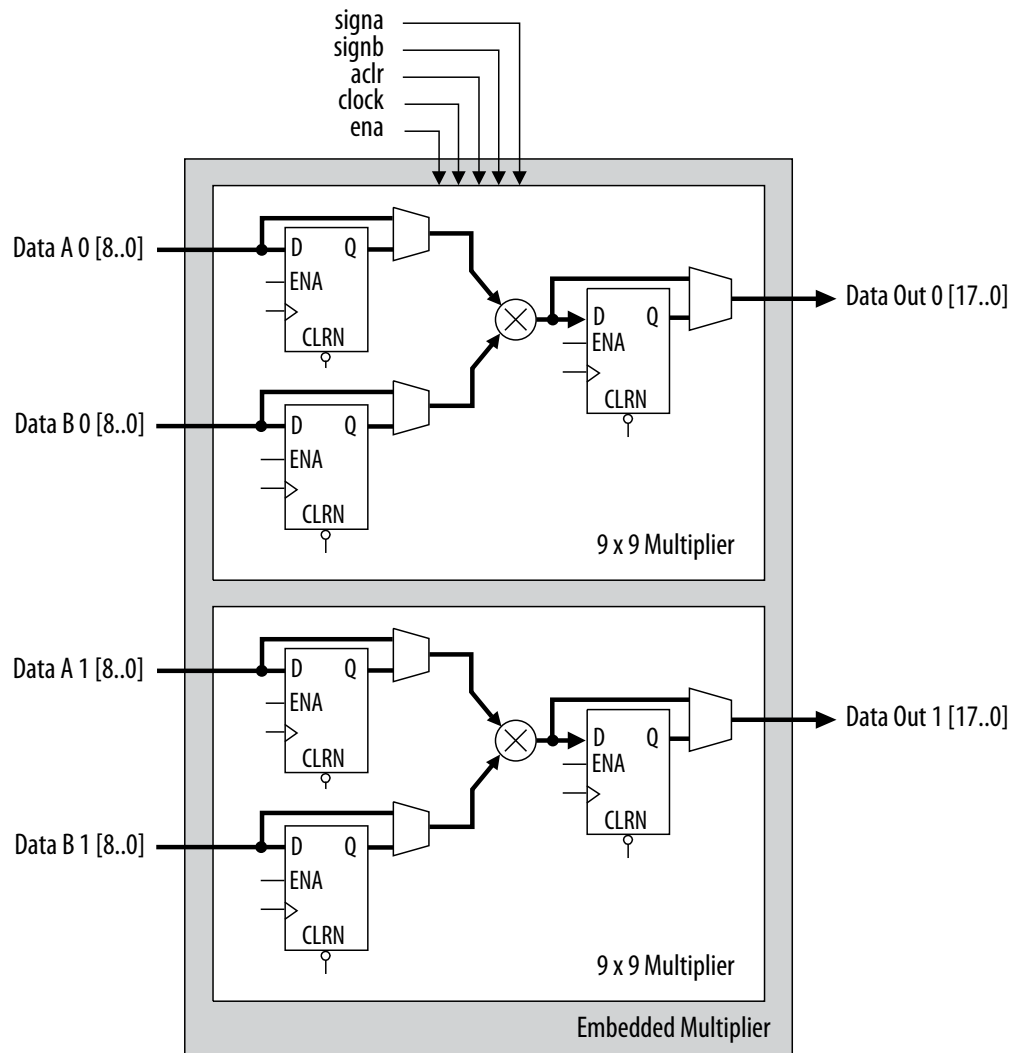 signa
signb
aclr
clock
ena
Data A 0 [8..0]
D Q
ENA
CLRN
Data B 0 [8..0]
D Q
ENA
CLRN
D Q
ENA
CLRN
Data Out 0 [17..0]
9 x 9 Multiplier
Data A 1 [8..0]
D Q
ENA
CLRN
Data B 1 [8..0]
D Q
ENA
CLRN
D Q
ENA
CLRN
Data Out 1 [17..0]
9 x 9 Multiplier
Embedded Multiplier